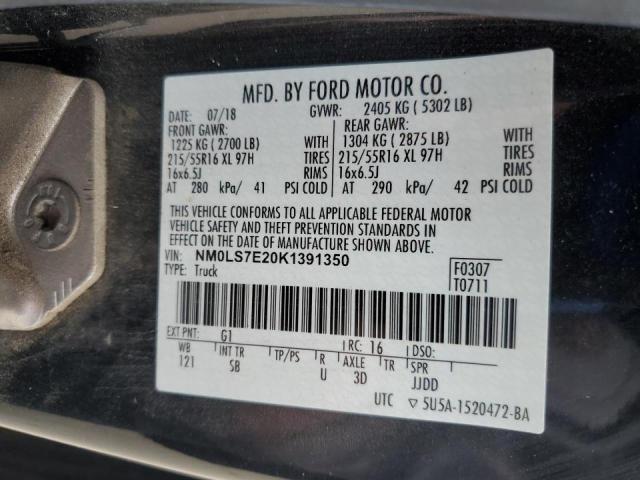 MFD. BY FORD MOTOR CO.
DATE: 07/18 GVWR: 2405 KG ( 5302 LB)
FRONT GAWR: REAR GAWR:
1225 KG ( 2700 LB) WITH 1304 KG ( 2875 LB) WITH
215/55R16 XL 97H TIRES 215/55R16 XL 97H TIRES
16x6.5J RIMS 16x6.5J RIMS
AT 280 kPa/ 41 PSI COLD AT 290 kPa/ 42 PSI COLD
THIS VEHICLE CONFORMS TO ALL APPLICABLE FEDERAL MOTOR
VEHICLE SAFETY AND THEFT PREVENTION STANDARDS IN
EFFECT ON THE DATE OF MANUFACTURE SHOWN ABOVE.
VIN: NM0LS7E20K1391350 F0307
TYPE: Truck T0711
EXT PNT: G1 RC: 16 DSO:
WB INT TR TP/PS R AXLE TR SPR
121 SB U 3D JJDD
UTC ▽ 5U5A-1520472-BA